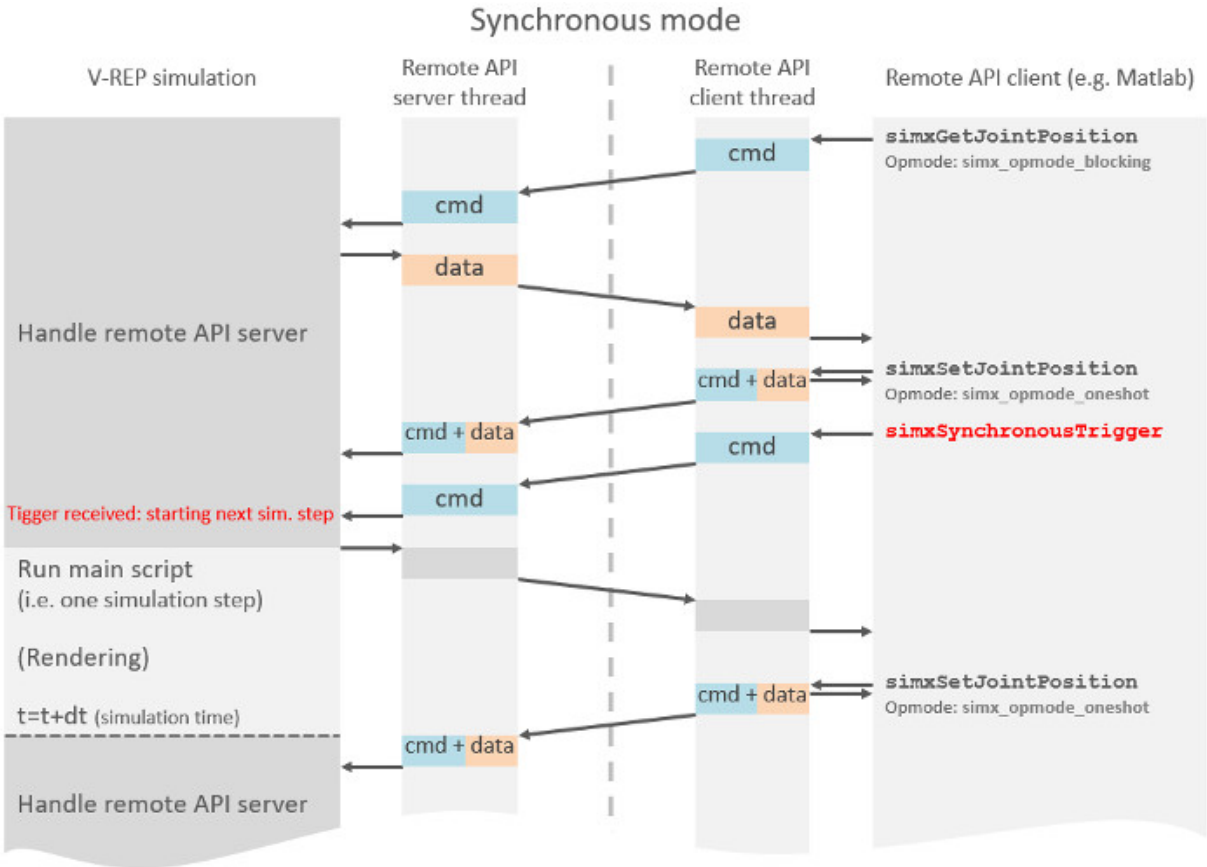 Synchronous mode
V-REP simulation
Remote API
server thread
Remote API
client thread
Remote API client (e.g. Matlab)
simxGetJointPosition
Opmode: simx_opmode_blocking
cmd
cmd
data
Handle remote API server
data
simxSetJointPosition
Opmode: simx_opmode_oneshot
cmd + data
cmd + data
simxSynchronousTrigger
cmd
cmd
Tigger received: starting next sim. step
Run main script
(i.e. one simulation step)
(Rendering)
simxSetJointPosition
Opmode: simx_opmode_oneshot
cmd + data
t=t+dt (simulation time)
cmd + data
Handle remote API server